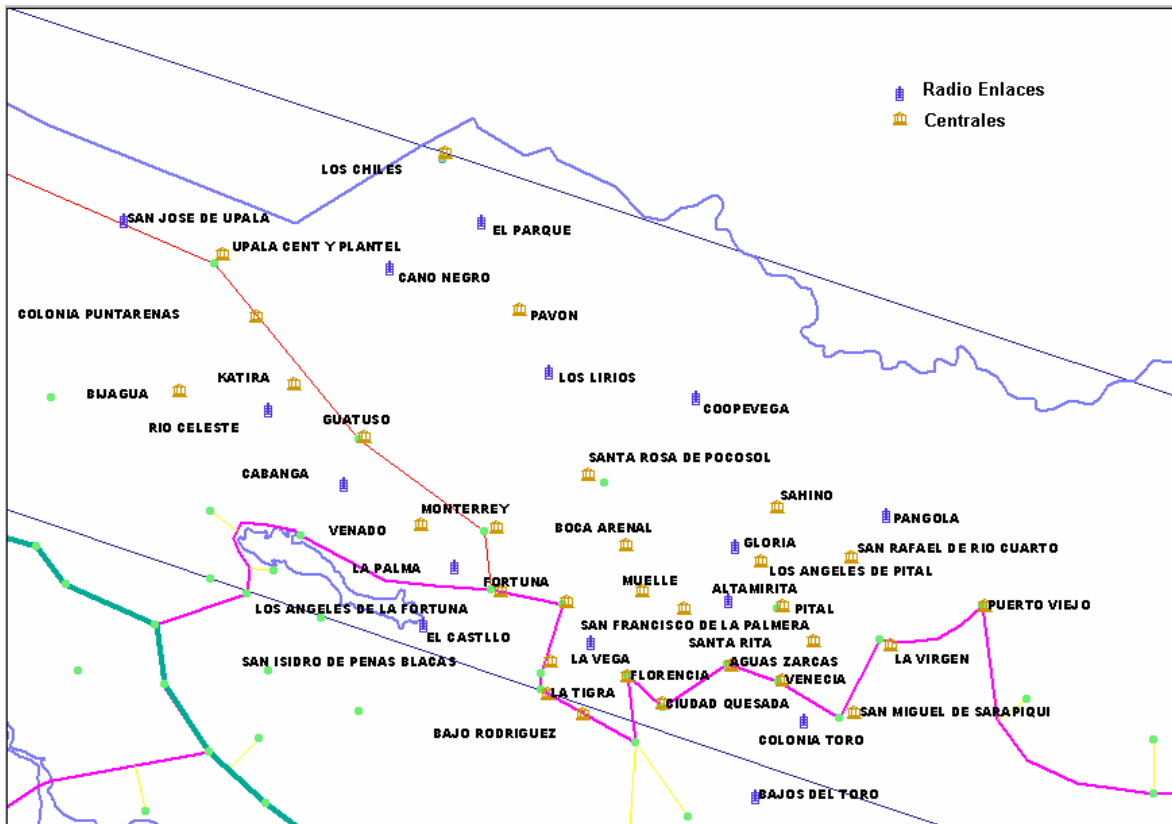 Radio Enlaces
Centrales
LOS CHILES
SAN JOSE DE UPALA
EL PARQUE
UPALA CENT Y PLANTEL
CANO NEGRO
COLONIA PUNTARENAS
PAVON
KATIRA
LOS LIRIOS
BIJAGUA
COOPEVEGA
RIO CELESTE
GUATUSO
SANTA ROSA DE POCOSOL
CABANGA
SAHINO
MONTERREY
PANGOLA
VENADO
BOCA ARENAL
GLORIA
SAN RAFAEL DE RIO CUARTO
LA PALMA
LOS ANGELES DE PITAL
FORTUNA
MUELLE
ALTAMIRITA
LOS ANGELES DE LA FORTUNA
PITAL
PUERTO VIEJO
SAN FRANCISCO DE LA PALMERA
EL CASTLLO
SANTA RITA
LA VIRGEN
SAN ISIDRO DE PENAS BLACAS
LA VEGA
AGUAS ZARCAS
FLORENCIA
VENECIA
LA TIGRA
CIUDAD QUESADA
SAN MIGUEL DE SARAPIQUI
BAJO RODRIGUEZ
COLONIA TORO
BAJOS DEL TORO